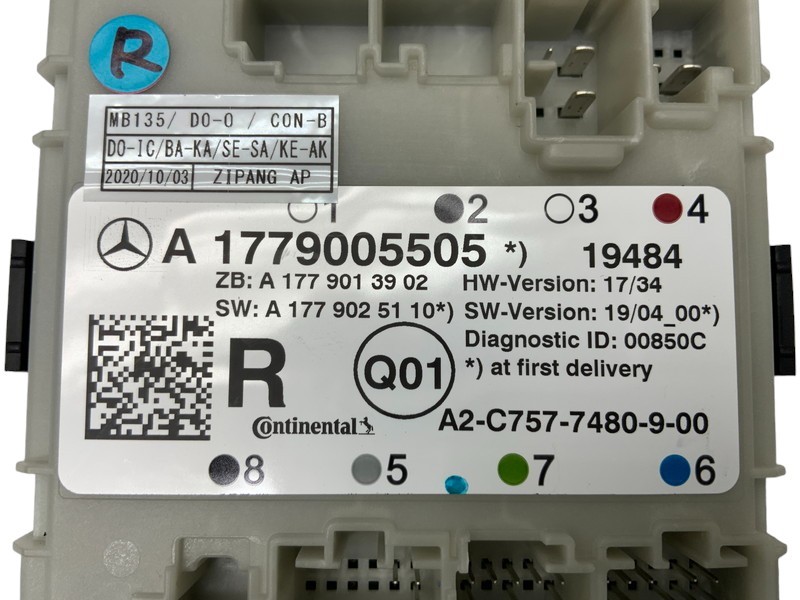 R
MB135/ DO-O / CON-B
DO-IC/BA-KA/SE-SA/KE-AK
2020/10/03 ZIPANG AP
1 2 3 4
A 1779005505 *) 19484
ZB: A 177 901 39 02 HW-Version: 17/34
SW: A 177 902 51 10*) SW-Version: 19/04_00*)
Diagnostic ID: 00850C
R Q01 *) at first delivery
Continental A2-C757-7480-9-00
8 5 7 6